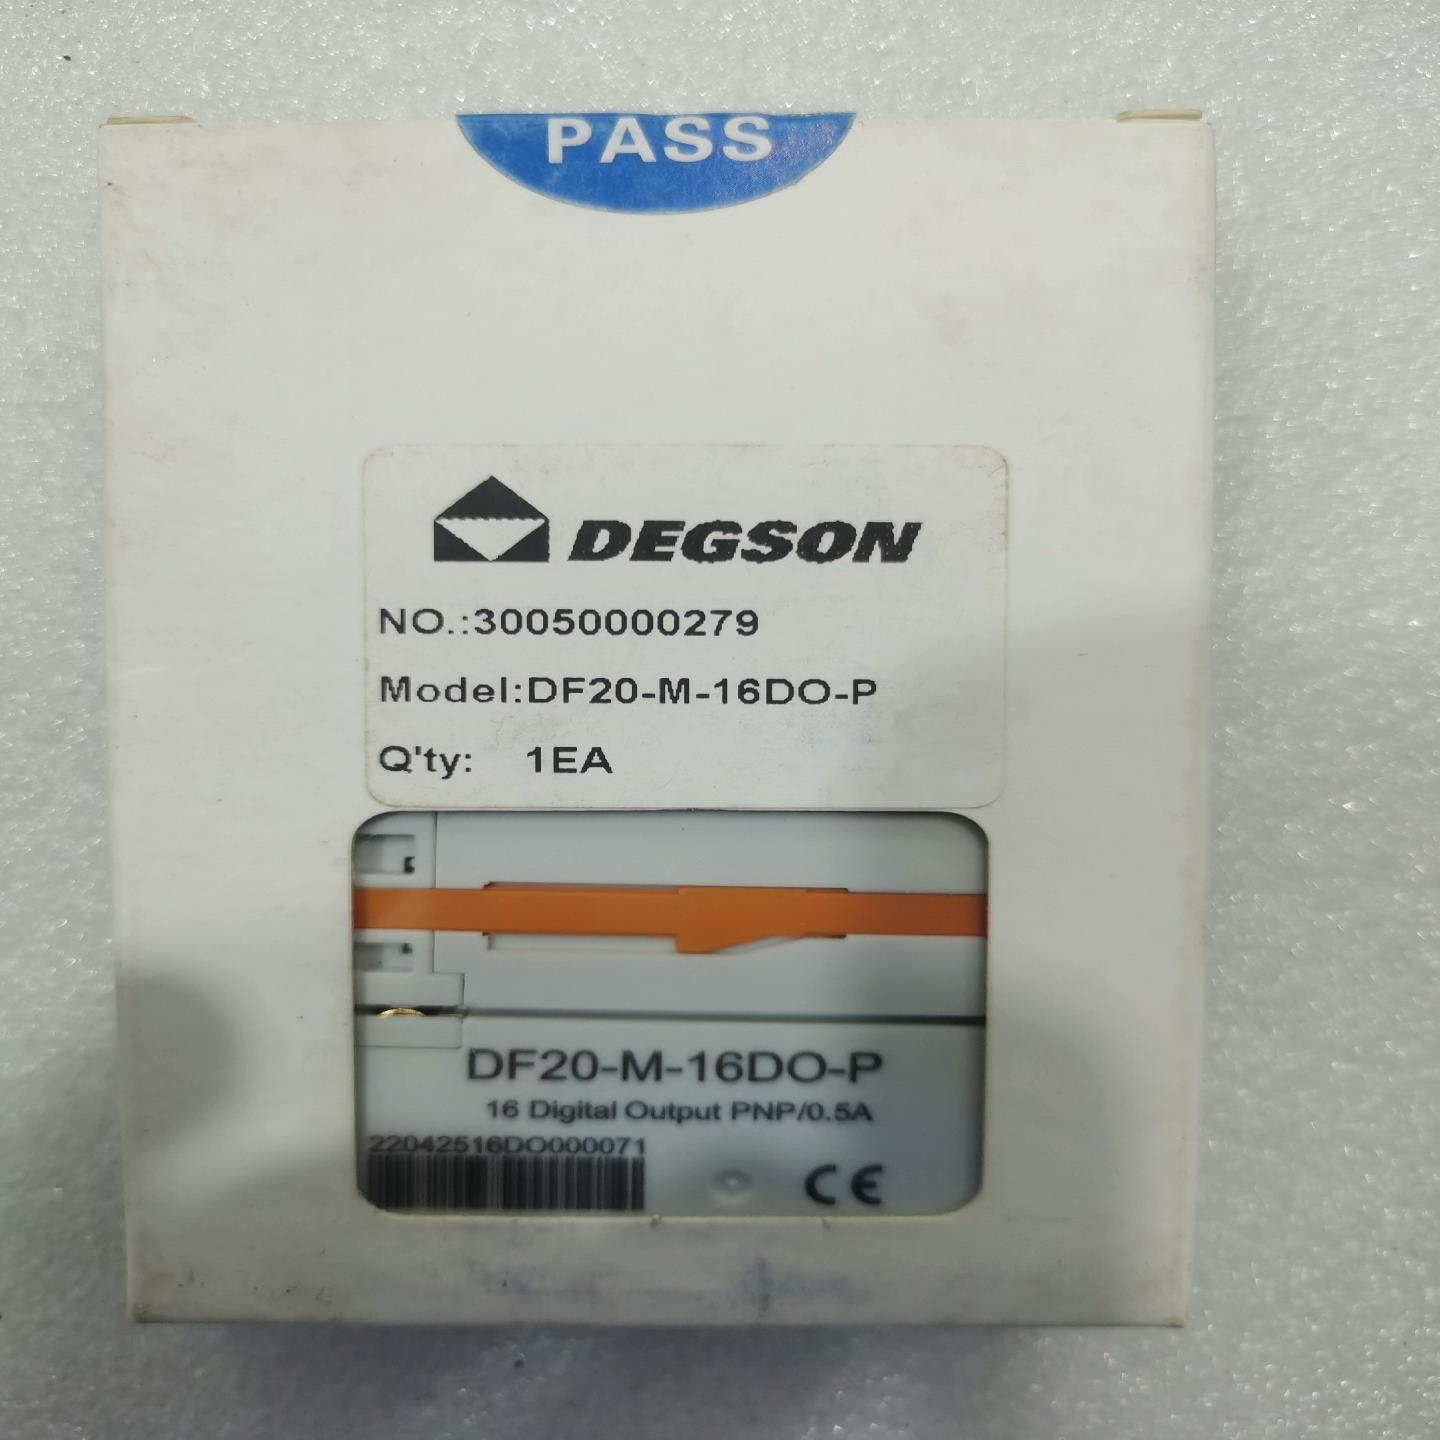 PASS
DEGSON
NO.:30050000279
Model:DF20-M-16DO-P
Q'ty: 1EA
DF20-M-16DO-P
16 Digital Output PNP/0.5A
22042516DO000071
CE